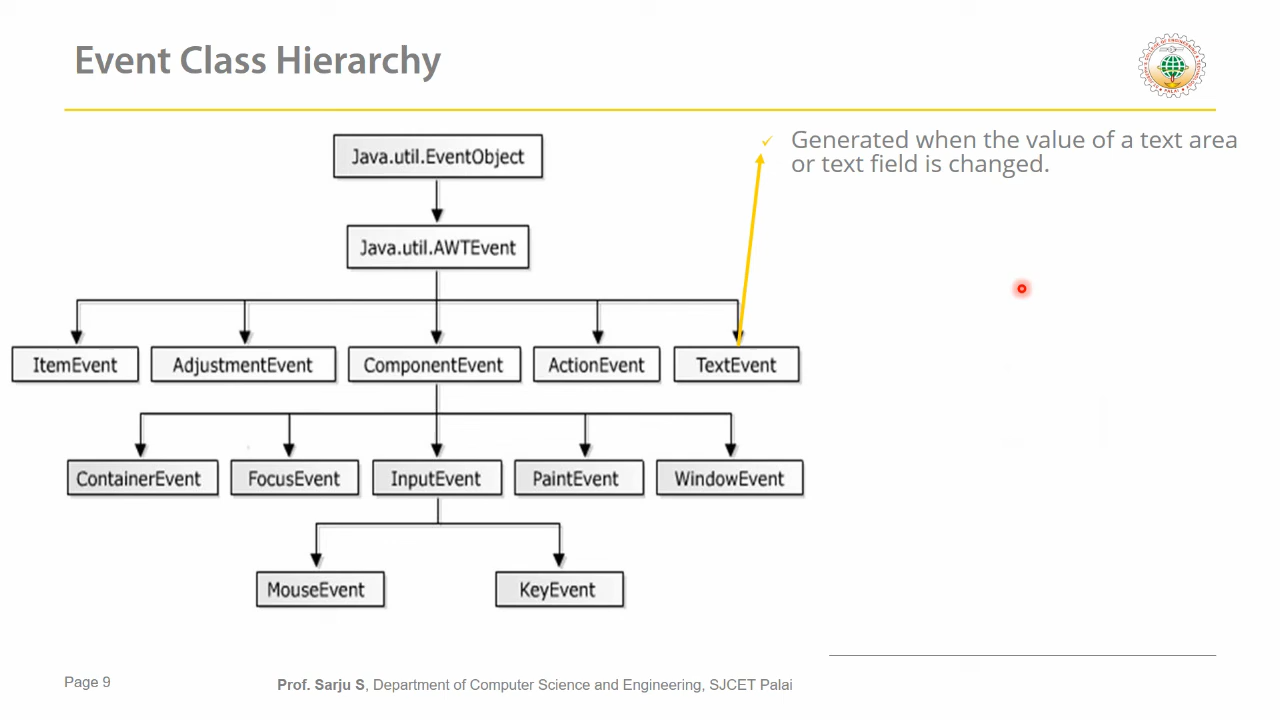 Event Class Hierarchy
Generated when the value of a text area
or text field is changed.
Java.util.EventObject
Java.util.AWTEvent
ItemEvent
AdjustmentEvent
ComponentEvent
ActionEvent
TextEvent
ContainerEvent
FocusEvent
InputEvent
PaintEvent
WindowEvent
MouseEvent
KeyEvent
Page 9
Prof. Sarju S, Department of Computer Science and Engineering, SJCET Palai